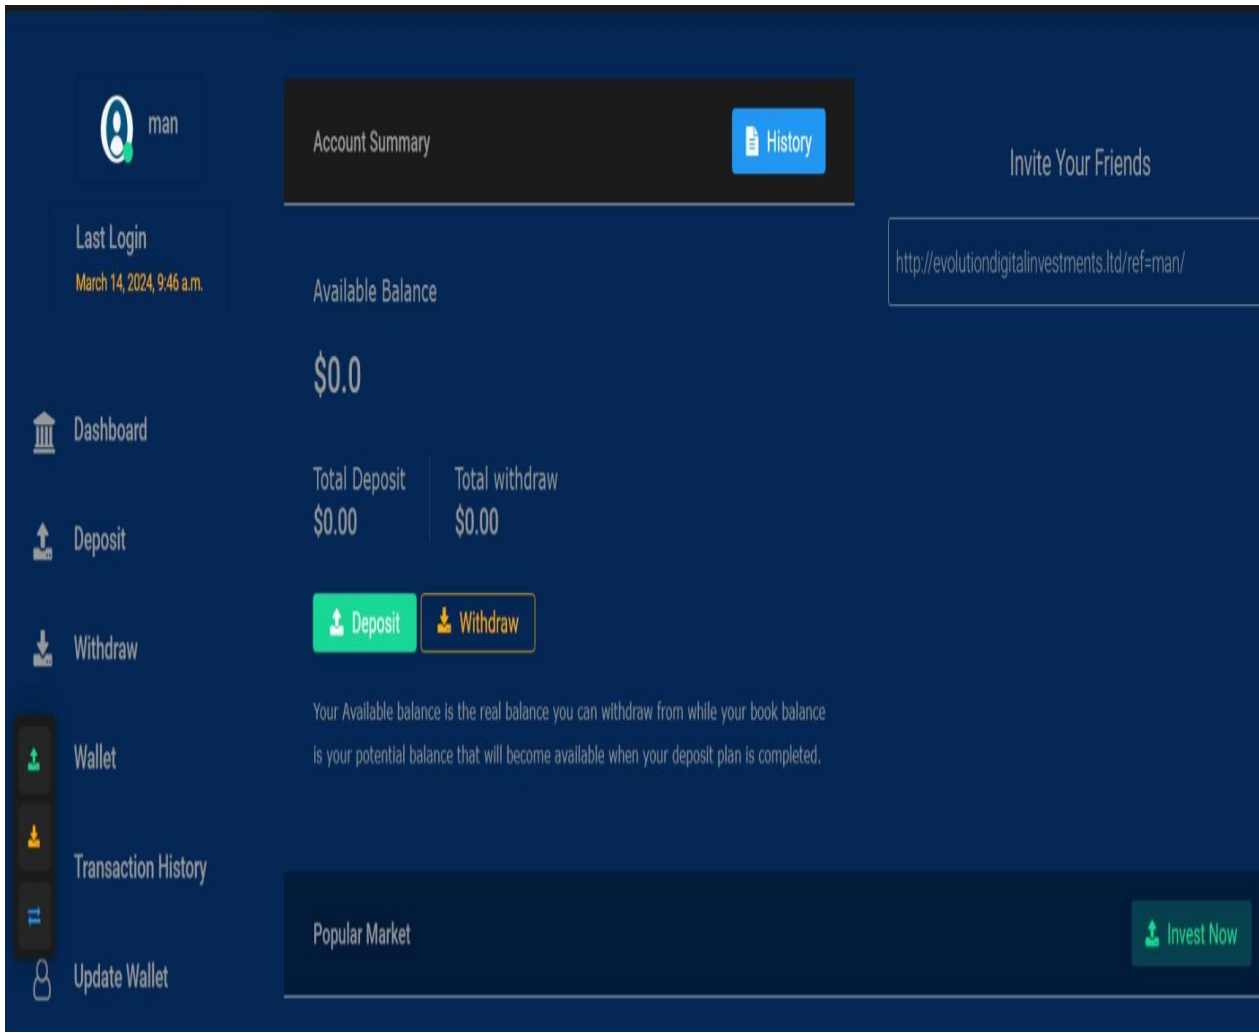 man
Last Login
March 14, 2024, 9:46 a.m.
Dashboard
Deposit
Withdraw
Wallet
Transaction History
Update Wallet
Account Summary
History
Available Balance
$0.0
Total Deposit
$0.00
Total withdraw
$0.00
Deposit
Withdraw
Your Available balance is the real balance you can withdraw from while your book balance
is your potential balance that will become available when your deposit plan is completed.
Popular Market
Invest Now
Invite Your Friends
http://evolutiondigitalinvestments.ltd/ref=man/